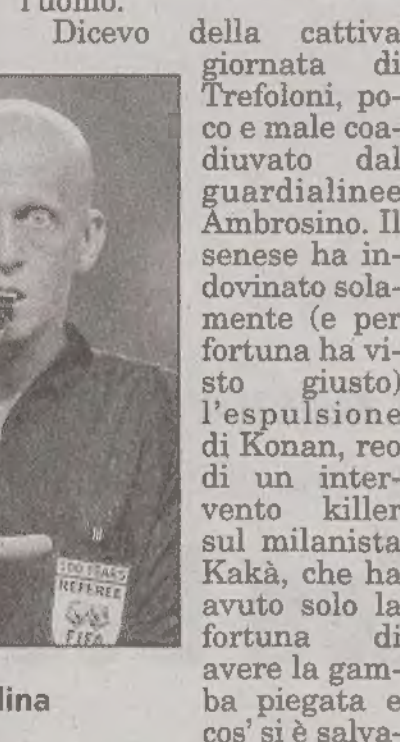 l'uomo.
Dicevo della cattiva
giornata di
Trefoloni, po-
co e male coa-
diuvato dal
guardialinee
Ambrosino. Il
senese ha in-
dovinato sola-
mente (e per
fortuna ha vi-
sto giusto)
l'espulsione
di Konan, reo
di un inter-
vento killer
sul milanista
Kakà, che ha
avuto solo la
fortuna di
avere la gam-
ba piegata e
cos' si è salva-
100 YEARS
REFEREE
FIFA
lina